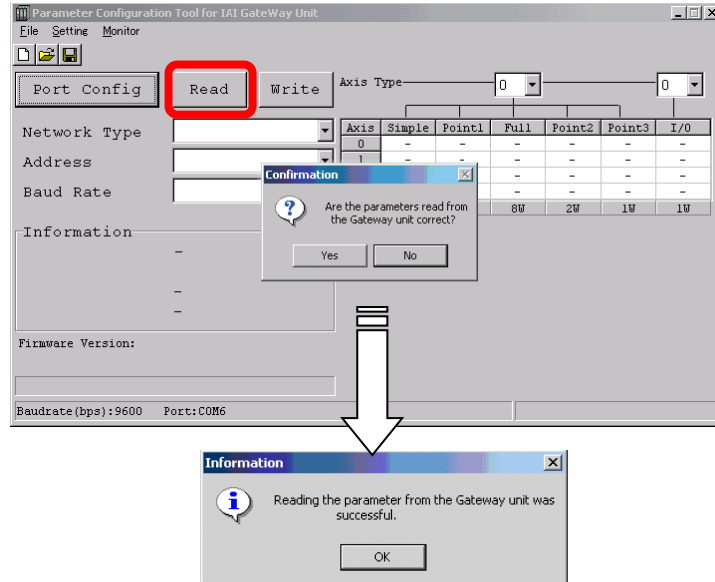 Parameter Configuration Tool for IAI GateWay Unit
File Setting Monitor
Port Config Read Write Axis Type 0 0
Network Type
Address
Baud Rate
Axis Simple Point1 Full Point2 Point3 I/O
0 - - - - - -
1 - - -
- - -
- - -
8W 2W 1W 1W
Confirmation
Are the parameters read from
the Gateway unit correct?
Yes No
Information
-
-
-
Firmware Version:
Baudrate(bps):9600 Port:COM6
Information
Reading the parameter from the Gateway unit was
successful.
OK